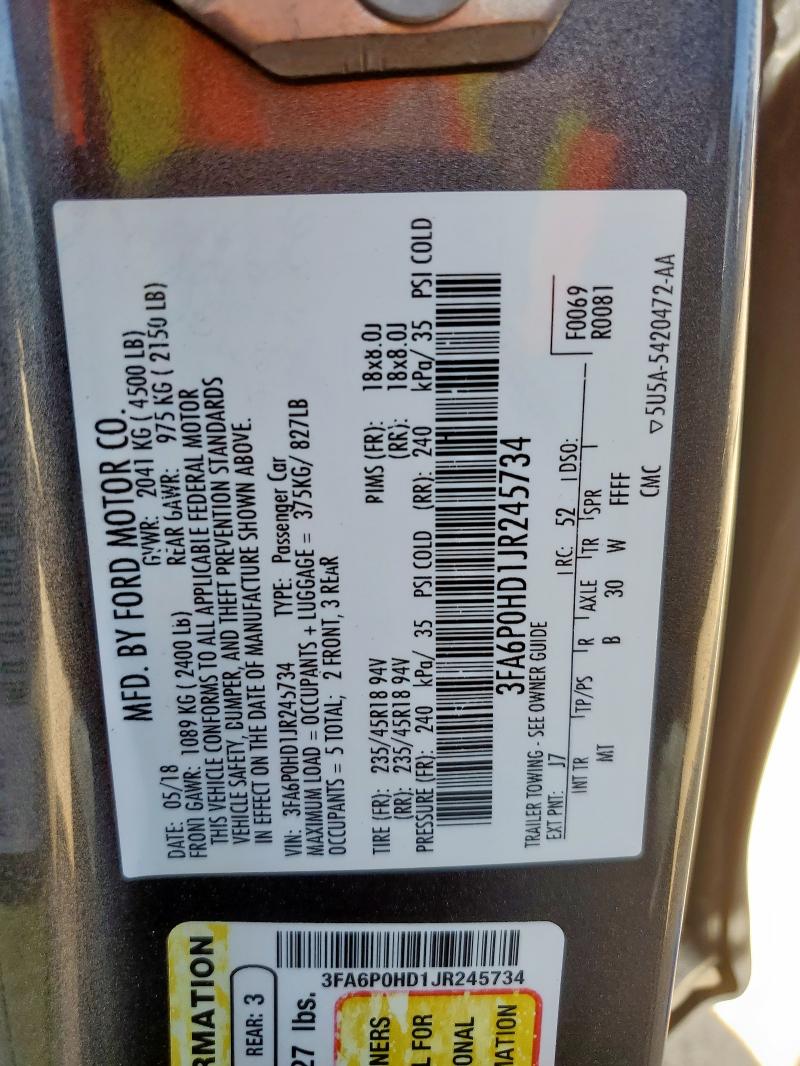 MFD. BY FORD MOTOR CO.
DATE: 05/18 GVWR: 2041 KG ( 4500 LB)
FRONT GAWR: 1089 KG ( 2400 LB) REAR GAWR: 975 KG ( 2150 LB)
THIS VEHICLE CONFORMS TO ALL APPLICABLE FEDERAL MOTOR
VEHICLE SAFETY, BUMPER, AND THEFT PREVENTION STANDARDS
IN EFFECT ON THE DATE OF MANUFACTURE SHOWN ABOVE.
VIN: 3FA6P0HD1JR245734 TYPE: Passenger Car
MAXIMUM LOAD = OCCUPANTS + LUGGAGE = 375KG/ 827LB
OCCUPANTS = 5 TOTAL; 2 FRONT, 3 REAR
TIRE (FR): 235/45R18 94V RIMS (FR): 18x8.0J
(RR): 235/45R18 94V (RR): 18x8.0J
PRESSURE (FR): 240 kPa/ 35 PSI COLD (RR): 240 kPa/ 35 PSI COLD
3FA6P0HD1JR245734
TRAILER TOWING - SEE OWNER GUIDE
EXT PNT: J7 RC: 52 DSO: F0069
R0081
INT TR TP/PS R AXLE TR SPR
MT B 30 W FFFF
CMC ▽5U5A-5420472-AA
RMATION
REAR: 3
27 lbs.
3FA6P0HD1JR245734
NERS
L FOR
ONAL
MATION